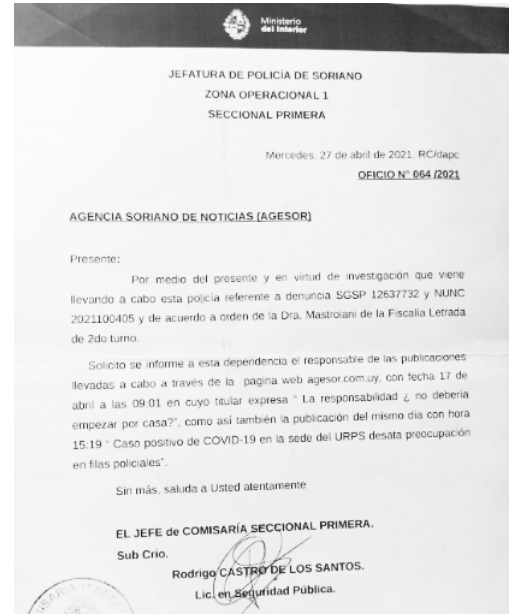 Ministerio
del Interior
JEFATURA DE POLICÍA DE SORIANO
ZONA OPERACIONAL 1
SECCIONAL PRIMERA
Mercedes, 27 de abril de 2021. RC/dapc
OFICIO N° 064 /2021
AGENCIA SORIANO DE NOTICIAS (AGESOR)
Presente:
Por medio del presente y en virtud de investigación que viene
llevando a cabo esta policía referente a denuncia SGSP 12637732 y NUNC
2021100405 y de acuerdo a orden de la Dra. Mastroiani de la Fiscalia Letrada
de 2do turno.
Solicito se informe a esta dependencia el responsable de las publicaciones
llevadas a cabo a través de la pagina web agesor.com.uy, con fecha 17 de
abril a las 09:01 en cuyo titular expresa " La responsabilidad ¿ no debería
empezar por casa?", como así también la publicación del mismo día con hora
15:19 " Caso positivo de COVID-19 en la sede del URPS desata preocupación
en filas policiales".
Sin más, saluda a Usted atentamente
EL JEFE de COMISARÍA SECCIONAL PRIMERA.
Sub Crio.
Rodrigo CASTRO DE LOS SANTOS.
Lic. en Seguridad Pública.